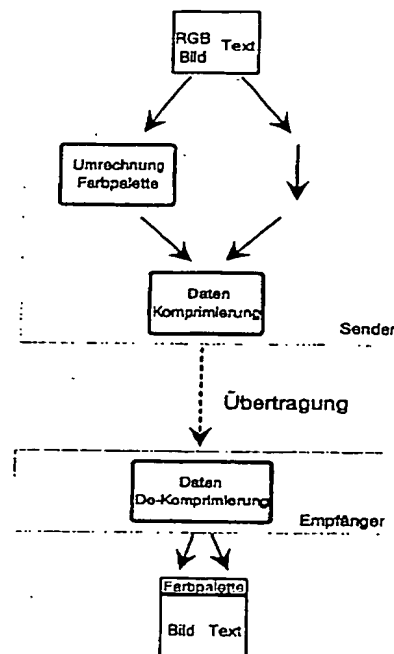 RGB Text
Bild
Umrechnung
Farbpalette
Daten
Komprimierung
Sender
Übertragung
Daten
De-Komprimierung
Empfänger
Farbpalette
Bild Text